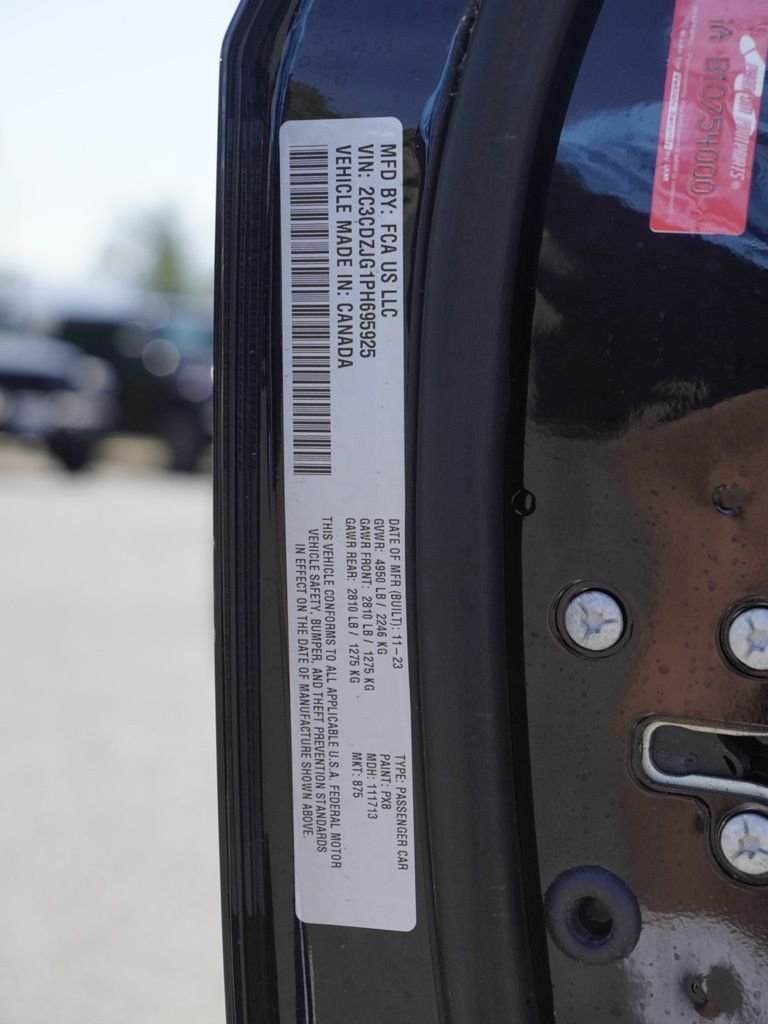 MFD BY: FCA US LLC
VIN: 2C3CDZJG1PH695925
VEHICLE MADE IN: CANADA
DATE OF MFR (BUILT): 11-23
GVWR: 4950 LB / 2246 KG
GAWR FRONT: 2810 LB / 1275 KG
GAWR REAR: 2810 LB / 1275 KG
TYPE: PASSENGER CAR
PAINT: PX8
MDH: 111713
MKT: 875
THIS VEHICLE CONFORMS TO ALL APPLICABLE U.S.A. FEDERAL MOTOR
VEHICLE SAFETY, BUMPER, AND THEFT PREVENTION STANDARDS
IN EFFECT ON THE DATE OF MANUFACTURE SHOWN ABOVE.
B10754000